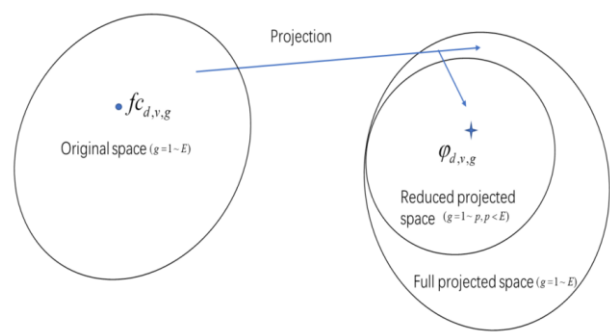 Projection
fc_{d,v,g}
Original space (g=1~E)
φ_{d,v,g}
Reduced projected
space (g=1~p,p<E)
Full projected space (g=1~E)